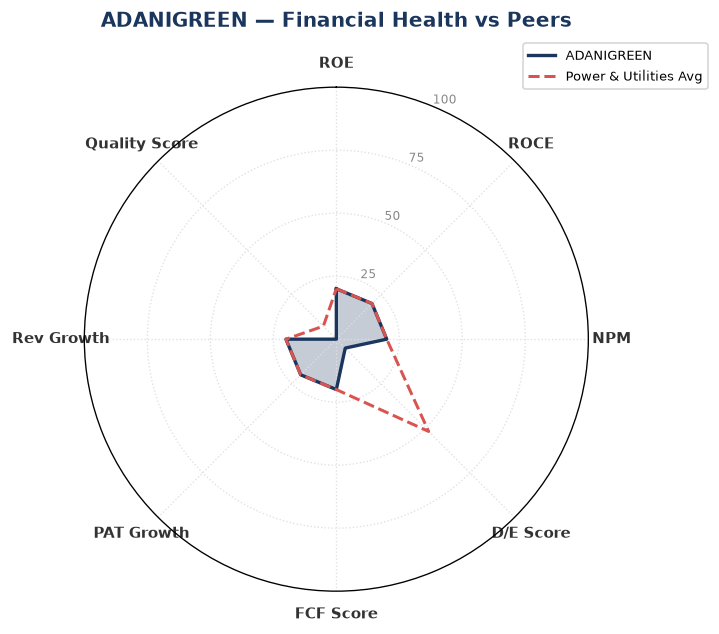 ADANIGREEN — Financial Health vs Peers
ADANIGREEN
Power & Utilities Avg
ROE
100
ROCE
Quality Score
75
50
25
Rev Growth
NPM
PAT Growth
D/E Score
FCF Score